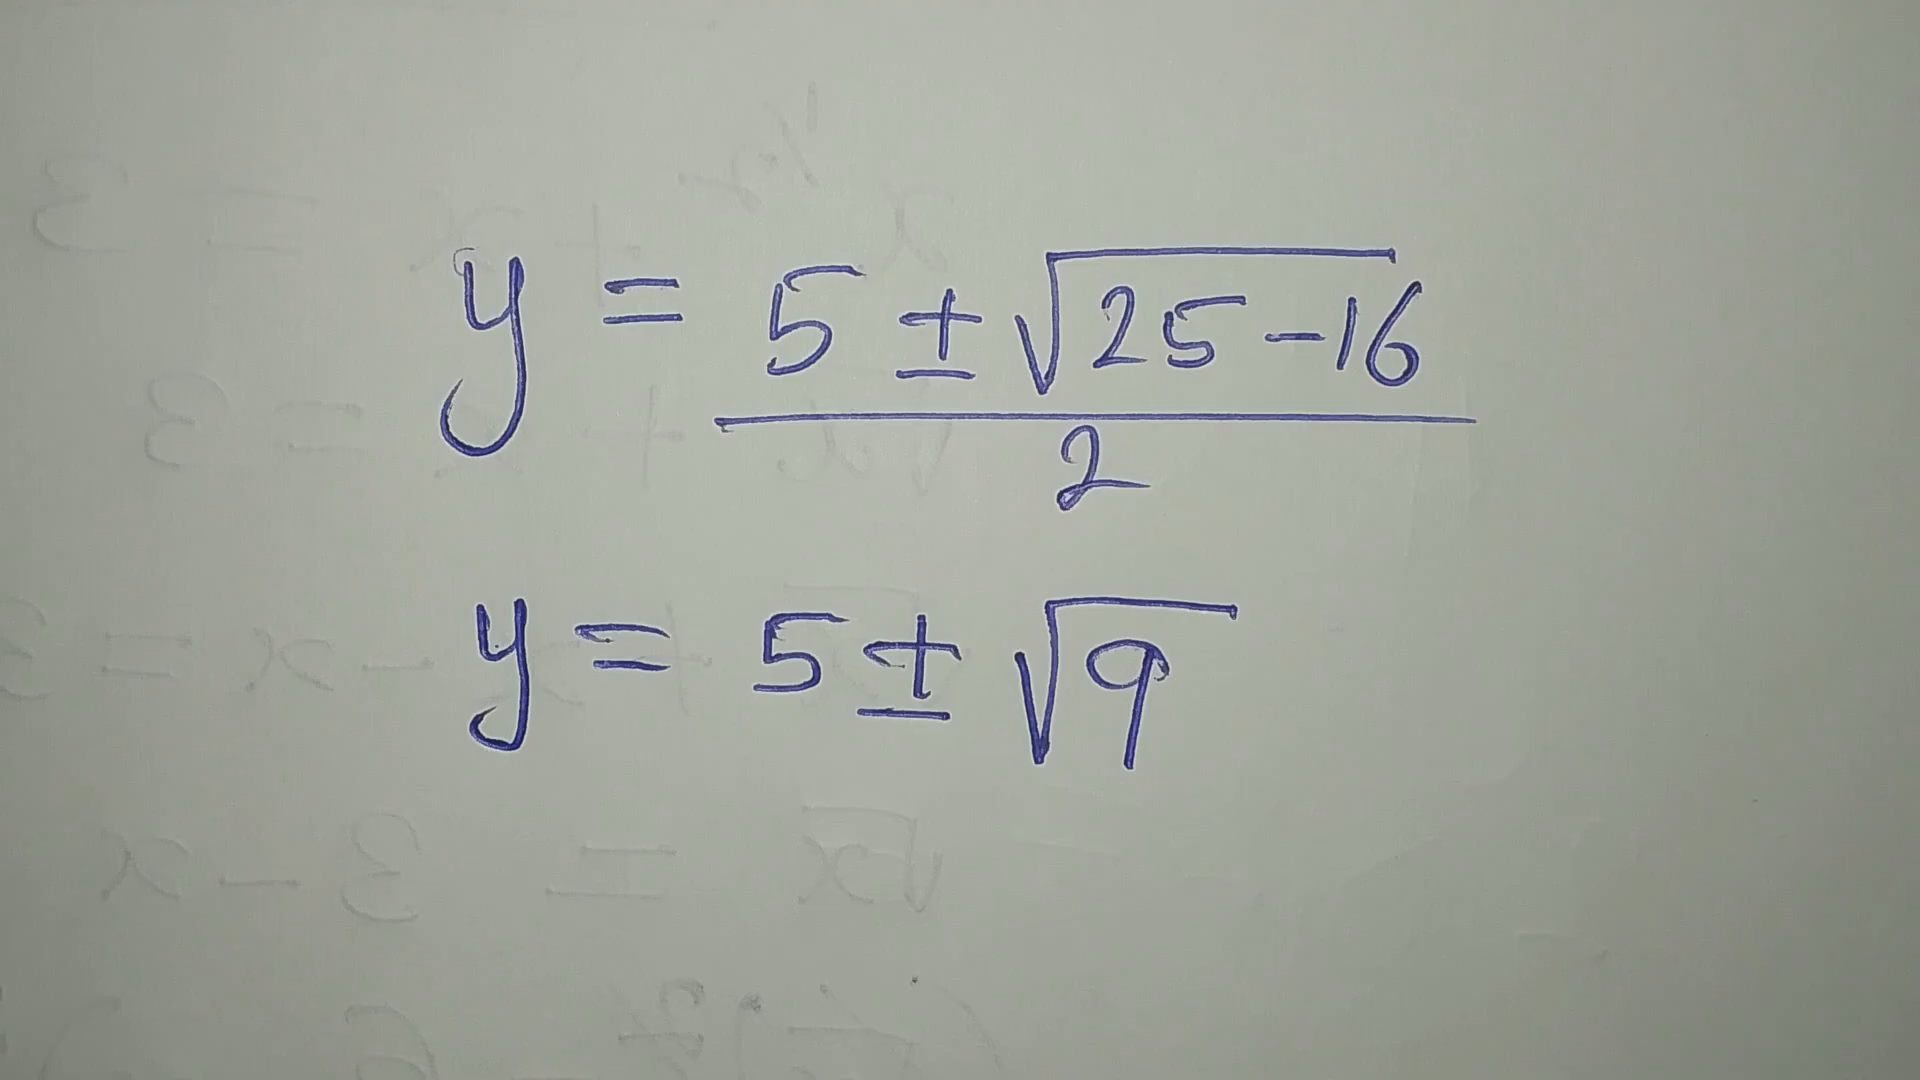 y = 5 ± √25 - 16
2
y = 5 ± √9